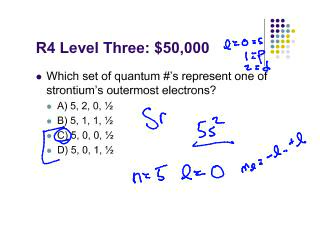 R4 Level Three: $50,000
l=0=s
1=p
2=d
Which set of quantum #'s represent one of
strontium's outermost electrons?
A) 5, 2, 0, ½
B) 5, 1, 1, ½
C) 5, 0, 0, ½
D) 5, 0, 1, ½
Sr
5s²
n=5 l=0
ml=-l..+l